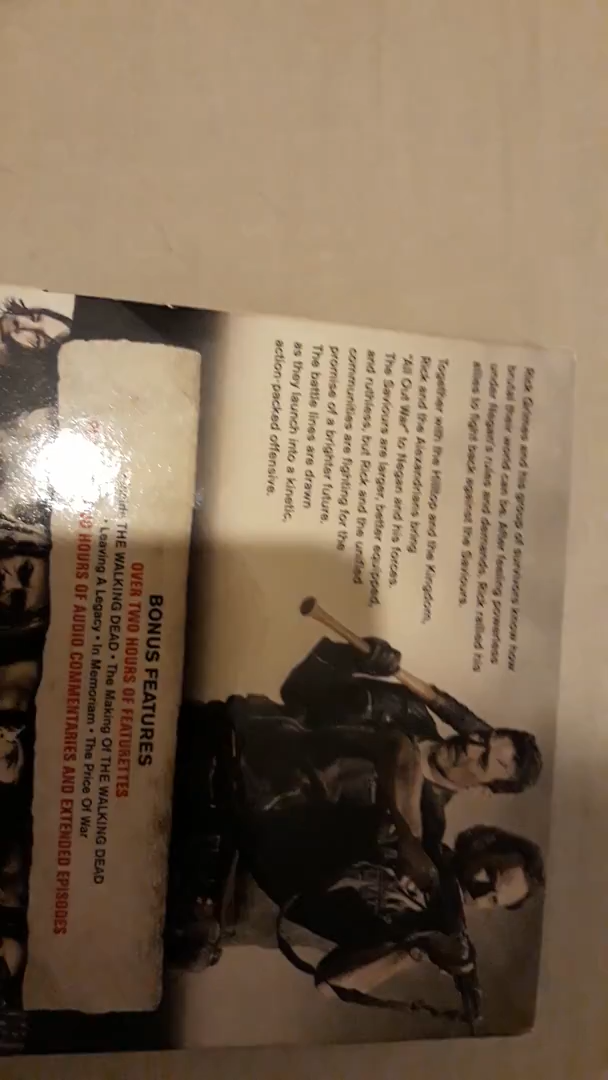 Rick Grimes and his group of survivors know how
brutal their world can be. After feeling powerless
under Negan's rules and demands, Rick rallied his
allies to fight back against the Saviours.
Together with the Hilltop and the Kingdom,
Rick and the Alexandrians bring
"All Out War" to Negan and his forces.
The Saviours are larger, better equipped,
and ruthless, but Rick and the unified
communities are fighting for the
promise of a brighter future.
The battle lines are drawn
as they launch into a kinetic,
action-packed offensive.
BONUS FEATURES
OVER TWO HOURS OF FEATURETTES
THE WALKING DEAD • The Making Of THE WALKING DEAD
• Leaving A Legacy • In Memoriam • The Price Of War
HOURS OF AUDIO COMMENTARIES AND EXTENDED EPISODES